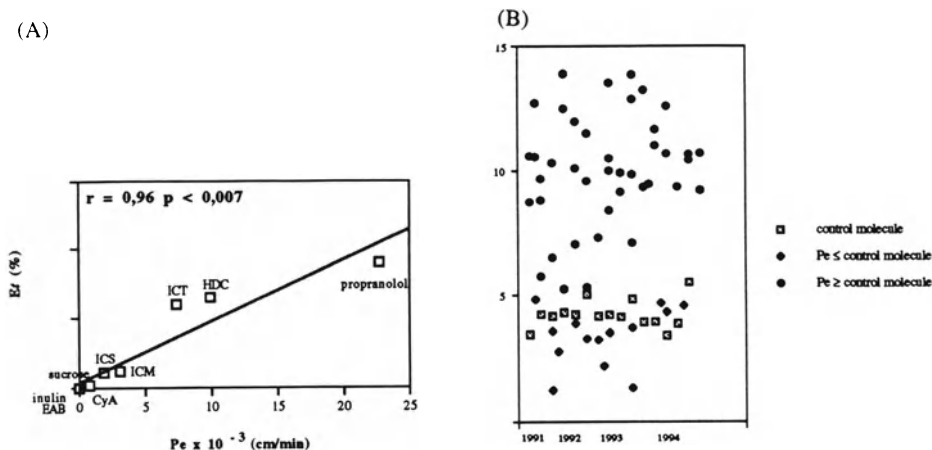 (A)
r = 0,96 p < 0,007
Et (%)
ICT
HDC
propranolol
ICS
sucrose
ICM
inulin
EAB
CyA
0 5 10 15 20 25
Pe x 10 -3 (cm/min)
(B)
15
10
5
1991 1992 1993 1994
control molecule
Pe ≤ control molecule
Pe ≥ control molecule